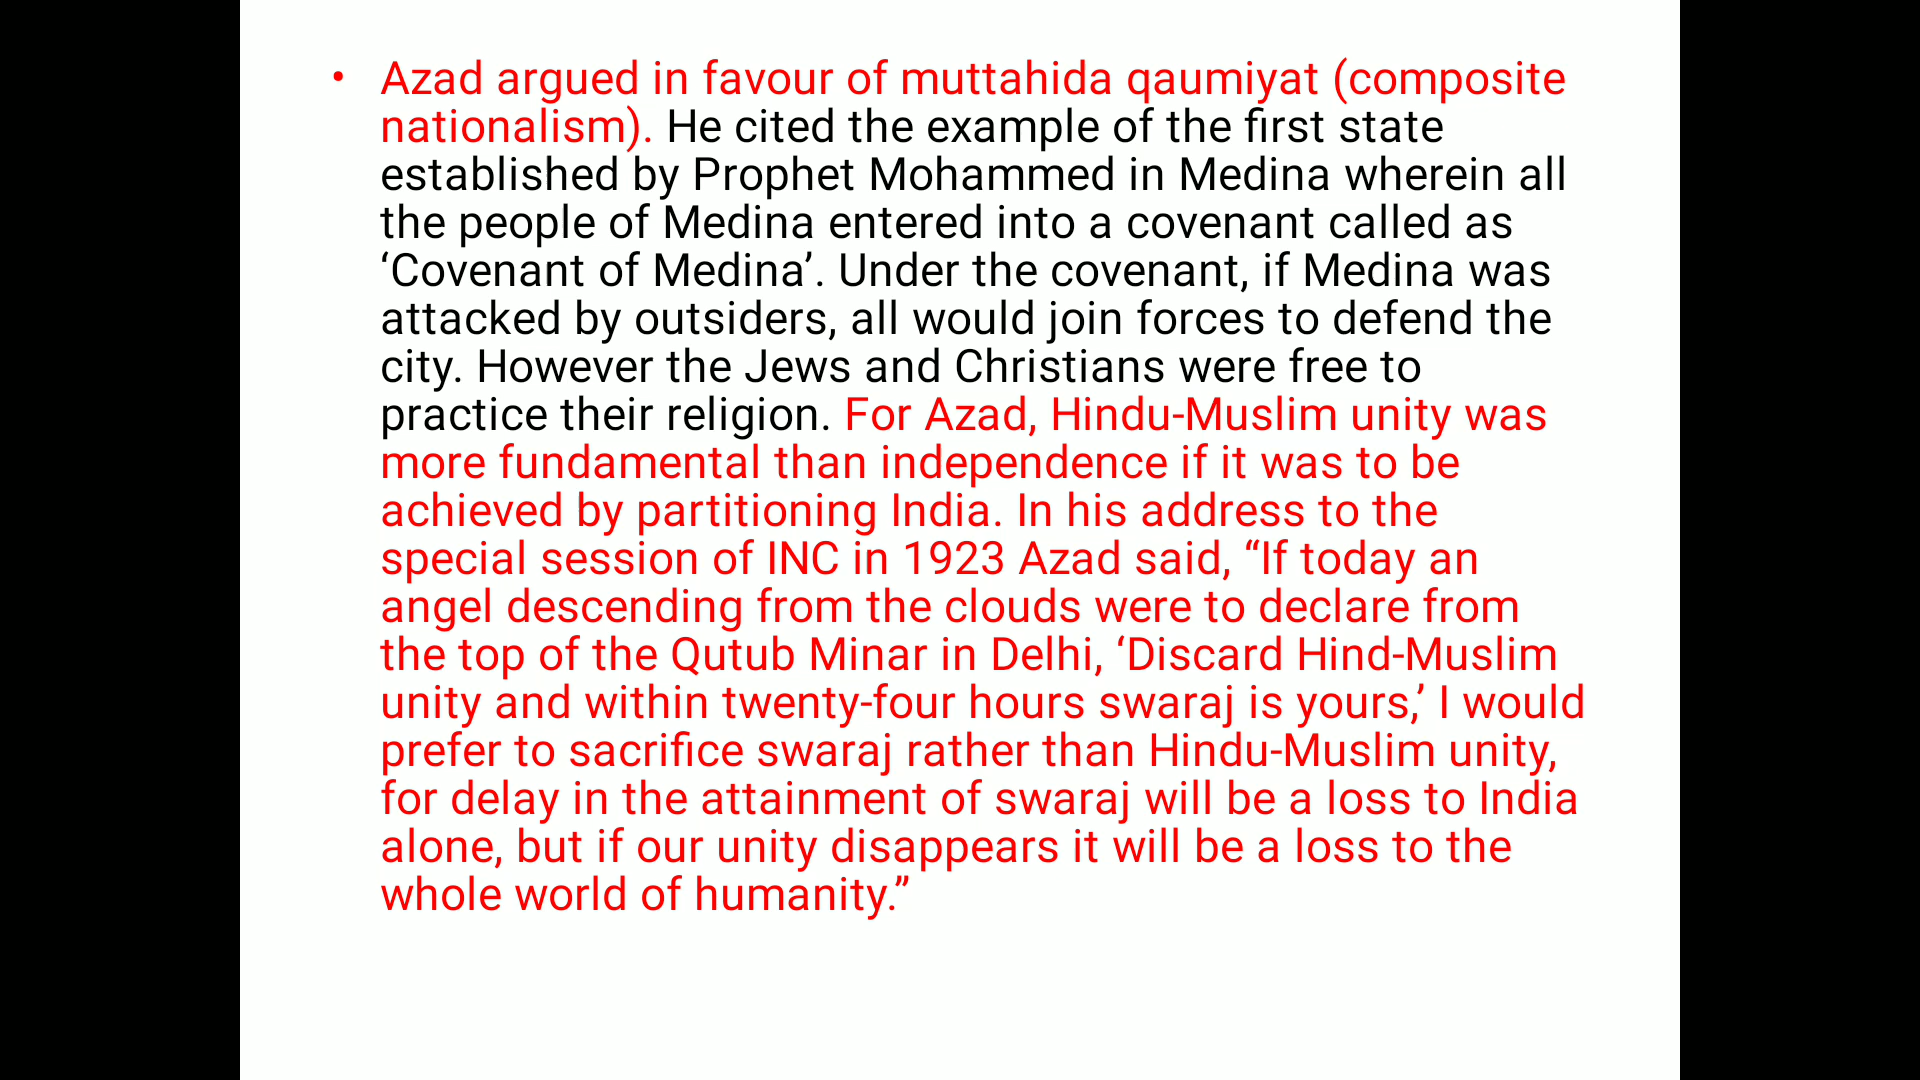 • Azad argued in favour of muttahida qaumiyat (composite
nationalism). He cited the example of the first state
established by Prophet Mohammed in Medina wherein all
the people of Medina entered into a covenant called as
‘Covenant of Medina’. Under the covenant, if Medina was
attacked by outsiders, all would join forces to defend the
city. However the Jews and Christians were free to
practice their religion. For Azad, Hindu-Muslim unity was
more fundamental than independence if it was to be
achieved by partitioning India. In his address to the
special session of INC in 1923 Azad said, “If today an
angel descending from the clouds were to declare from
the top of the Qutub Minar in Delhi, ‘Discard Hind-Muslim
unity and within twenty-four hours swaraj is yours,’ I would
prefer to sacrifice swaraj rather than Hindu-Muslim unity,
for delay in the attainment of swaraj will be a loss to India
alone, but if our unity disappears it will be a loss to the
whole world of humanity.”